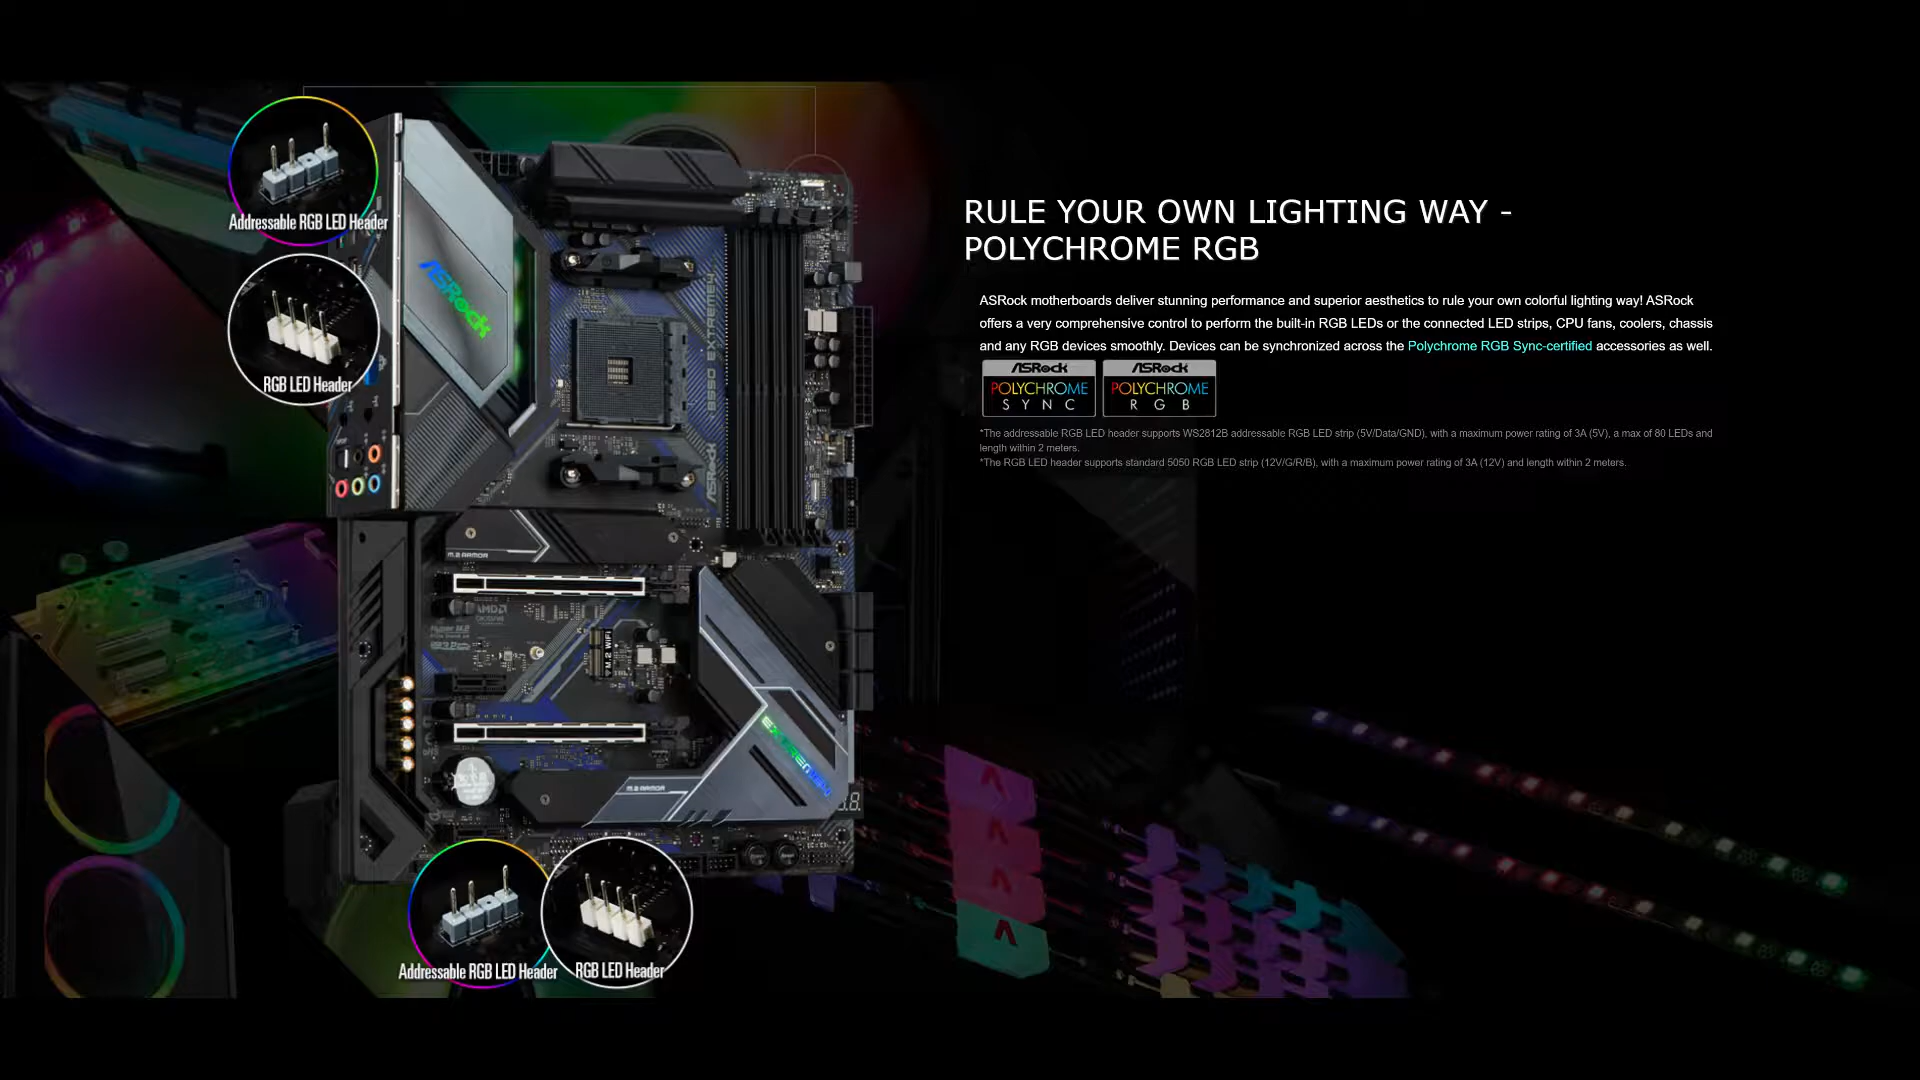 RULE YOUR OWN LIGHTING WAY -
POLYCHROME RGB
ASRock motherboards deliver stunning performance and superior aesthetics to rule your own colorful lighting way! ASRock
offers a very comprehensive control to perform the built-in RGB LEDs or the connected LED strips, CPU fans, coolers, chassis
and any RGB devices smoothly. Devices can be synchronized across the Polychrome RGB Sync-certified accessories as well.
ASRock
POLYCHROME
SYNC
ASRock
POLYCHROME
RGB
*The addressable RGB LED header supports WS2812B addressable RGB LED strip (5V/Data/GND), with a maximum power rating of 3A (5V), a max of 80 LEDs and
length within 2 meters.
*The RGB LED header supports standard 5050 RGB LED strip (12V/G/R/B), with a maximum power rating of 3A (12V) and length within 2 meters.
Addressable RGB LED Header
RGB LED Header
ASRock
B550 EXTREME4
ASRock
M.2 ARMOR
AMD
Hyper M.2
M.2 WiFi
EXTREME
M.2 ARMOR
Addressable RGB LED Header
RGB LED Header